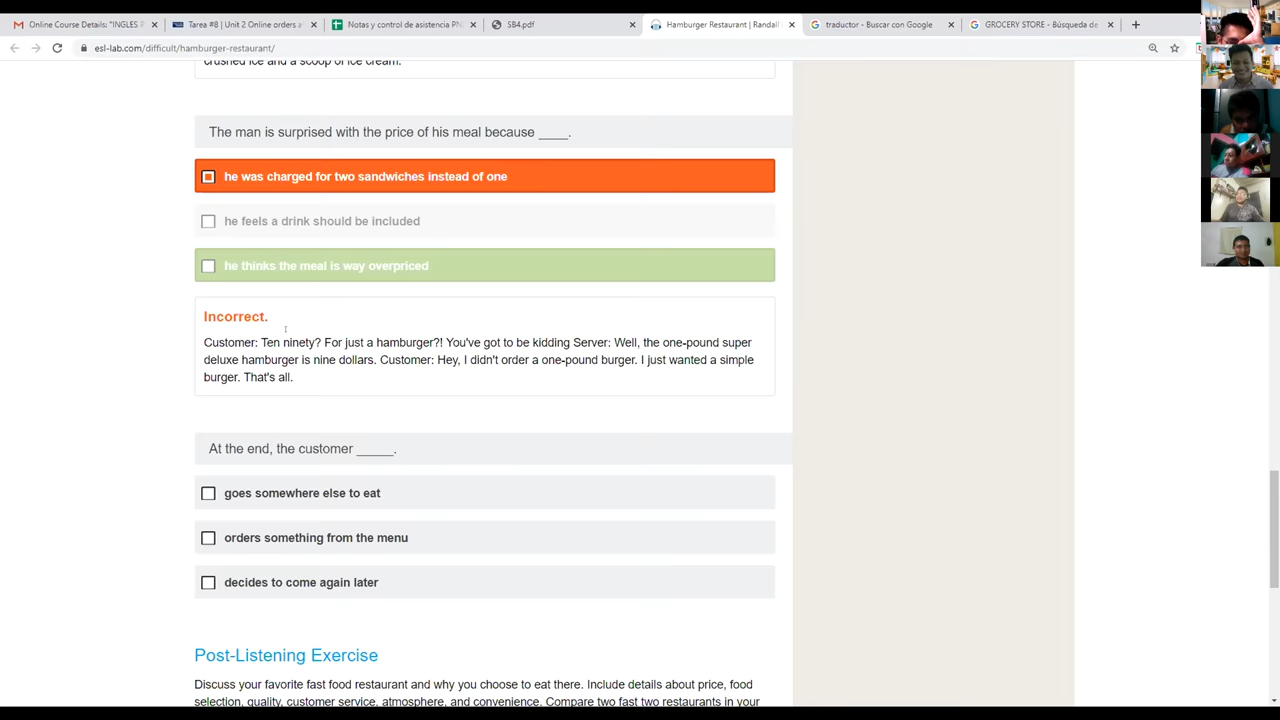 Online Course Details: "INGLES P
Tarea #8 | Unit 2 Online orders a
Notas y control de asistencia PN
SB4.pdf
Hamburger Restaurant | Randall
traductor - Buscar con Google
GROCERY STORE - Búsqueda de
esl-lab.com/difficult/hamburger-restaurant/
crushed ice and a scoop of ice cream.
The man is surprised with the price of his meal because ____.
he was charged for two sandwiches instead of one
he feels a drink should be included
he thinks the meal is way overpriced
Incorrect.
Customer: Ten ninety? For just a hamburger?! You've got to be kidding Server: Well, the one-pound super
deluxe hamburger is nine dollars. Customer: Hey, I didn't order a one-pound burger. I just wanted a simple
burger. That's all.
At the end, the customer _____.
goes somewhere else to eat
orders something from the menu
decides to come again later
Post-Listening Exercise
Discuss your favorite fast food restaurant and why you choose to eat there. Include details about price, food
selection, quality, customer service, atmosphere, and convenience. Compare two fast two restaurants in your